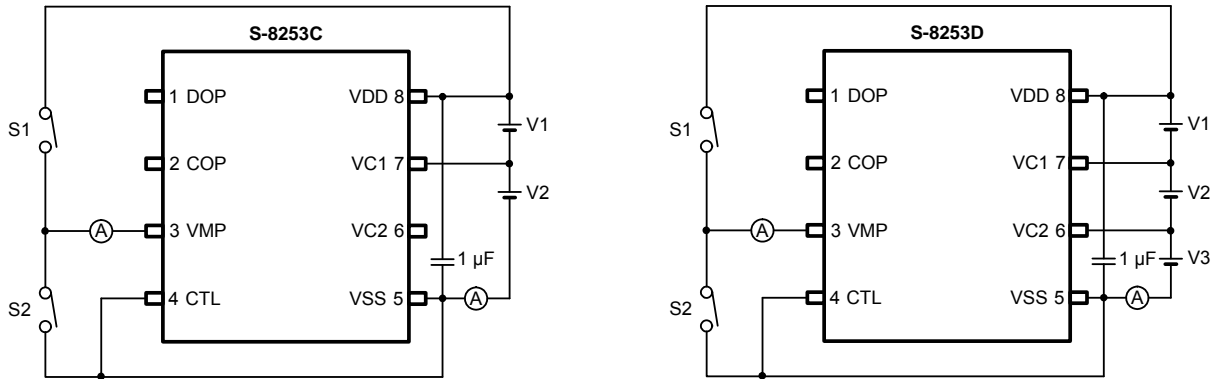 S-8253C
1 DOP
VDD 8
S1
V1
2 COP
VC1 7
V2
A
3 VMP
VC2 6
1 µF
S2
4 CTL
VSS 5
A
S-8253D
1 DOP
VDD 8
S1
V1
2 COP
VC1 7
V2
A
3 VMP
VC2 6
1 µF
V3
S2
4 CTL
VSS 5
A